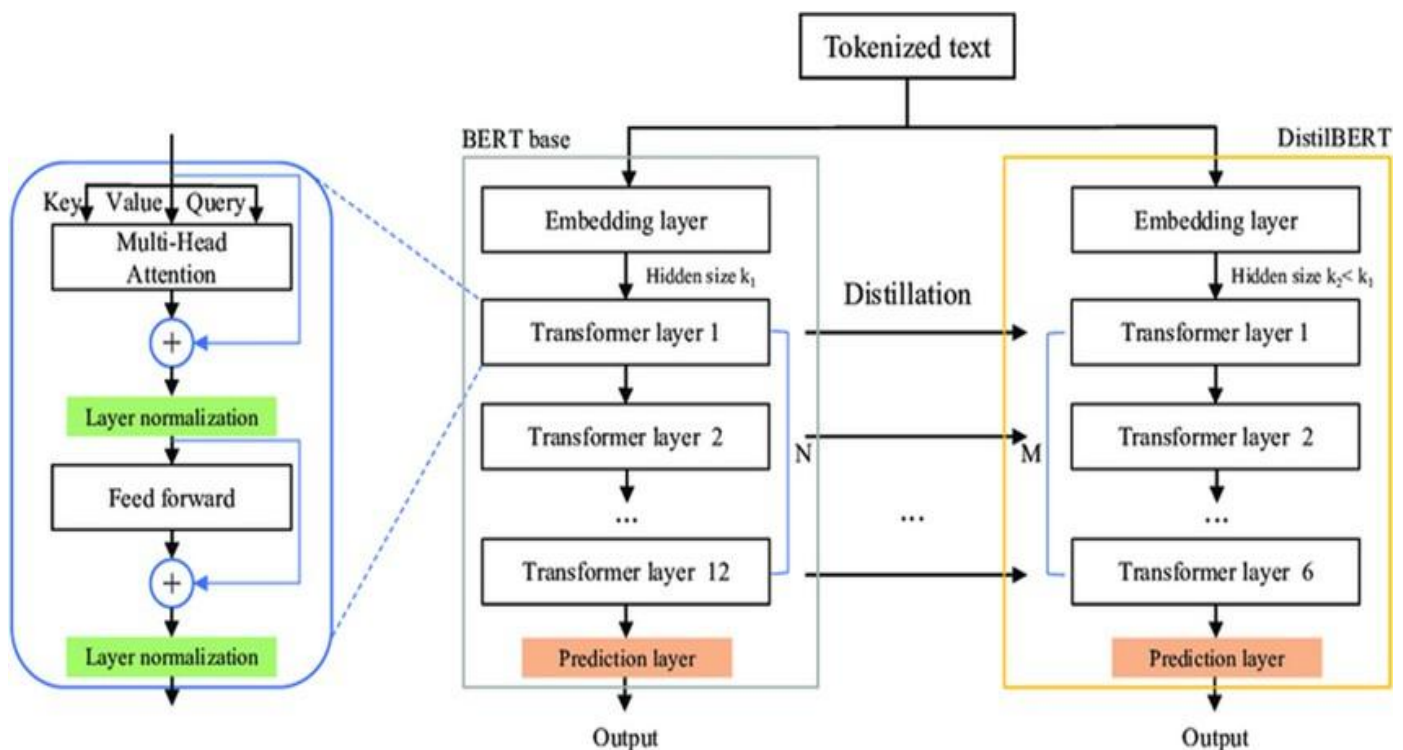 Tokenized text
BERT base
DistilBERT
Key Value Query
Multi-Head
Attention
+
Layer normalization
Feed forward
+
Layer normalization
Embedding layer
Hidden size k₁
Transformer layer 1
Transformer layer 2
...
Transformer layer 12
N
Prediction layer
Output
Distillation
...
Embedding layer
Hidden size k₂< k₁
Transformer layer 1
Transformer layer 2
...
Transformer layer 6
M
Prediction layer
Output